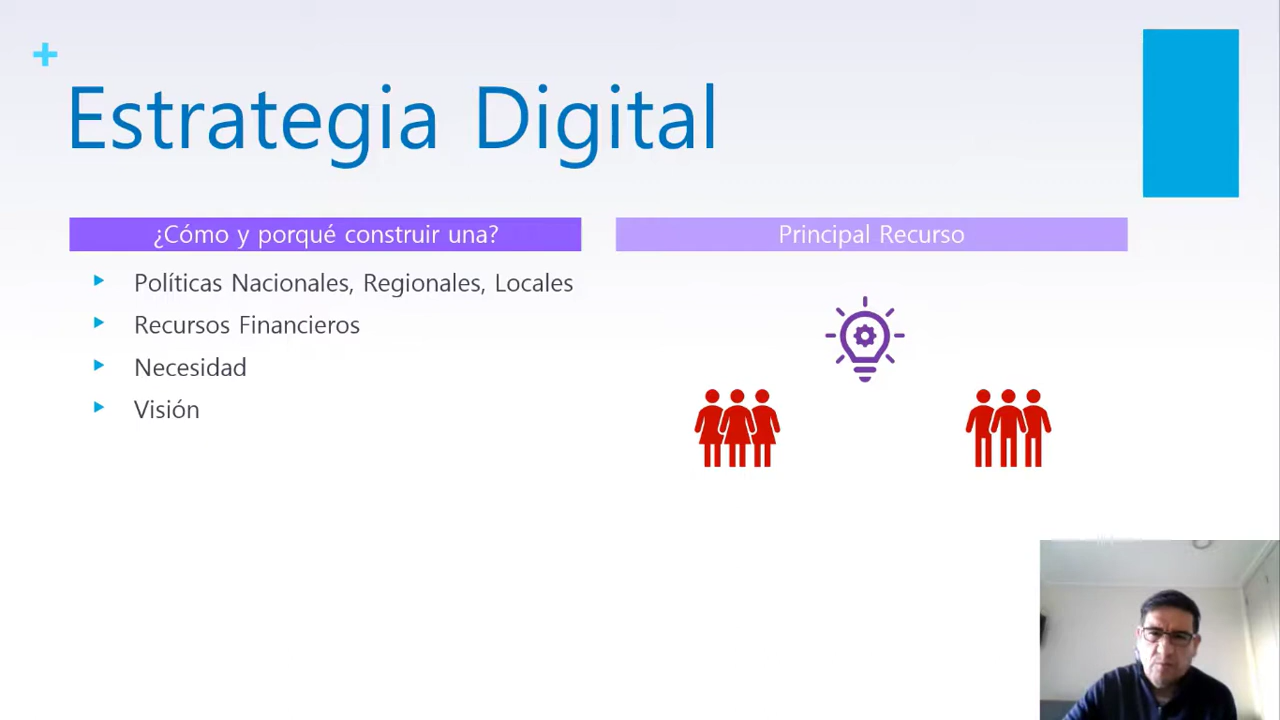 Estrategia Digital
¿Cómo y porqué construir una?
Políticas Nacionales, Regionales, Locales
Recursos Financieros
Necesidad
Visión
Principal Recurso